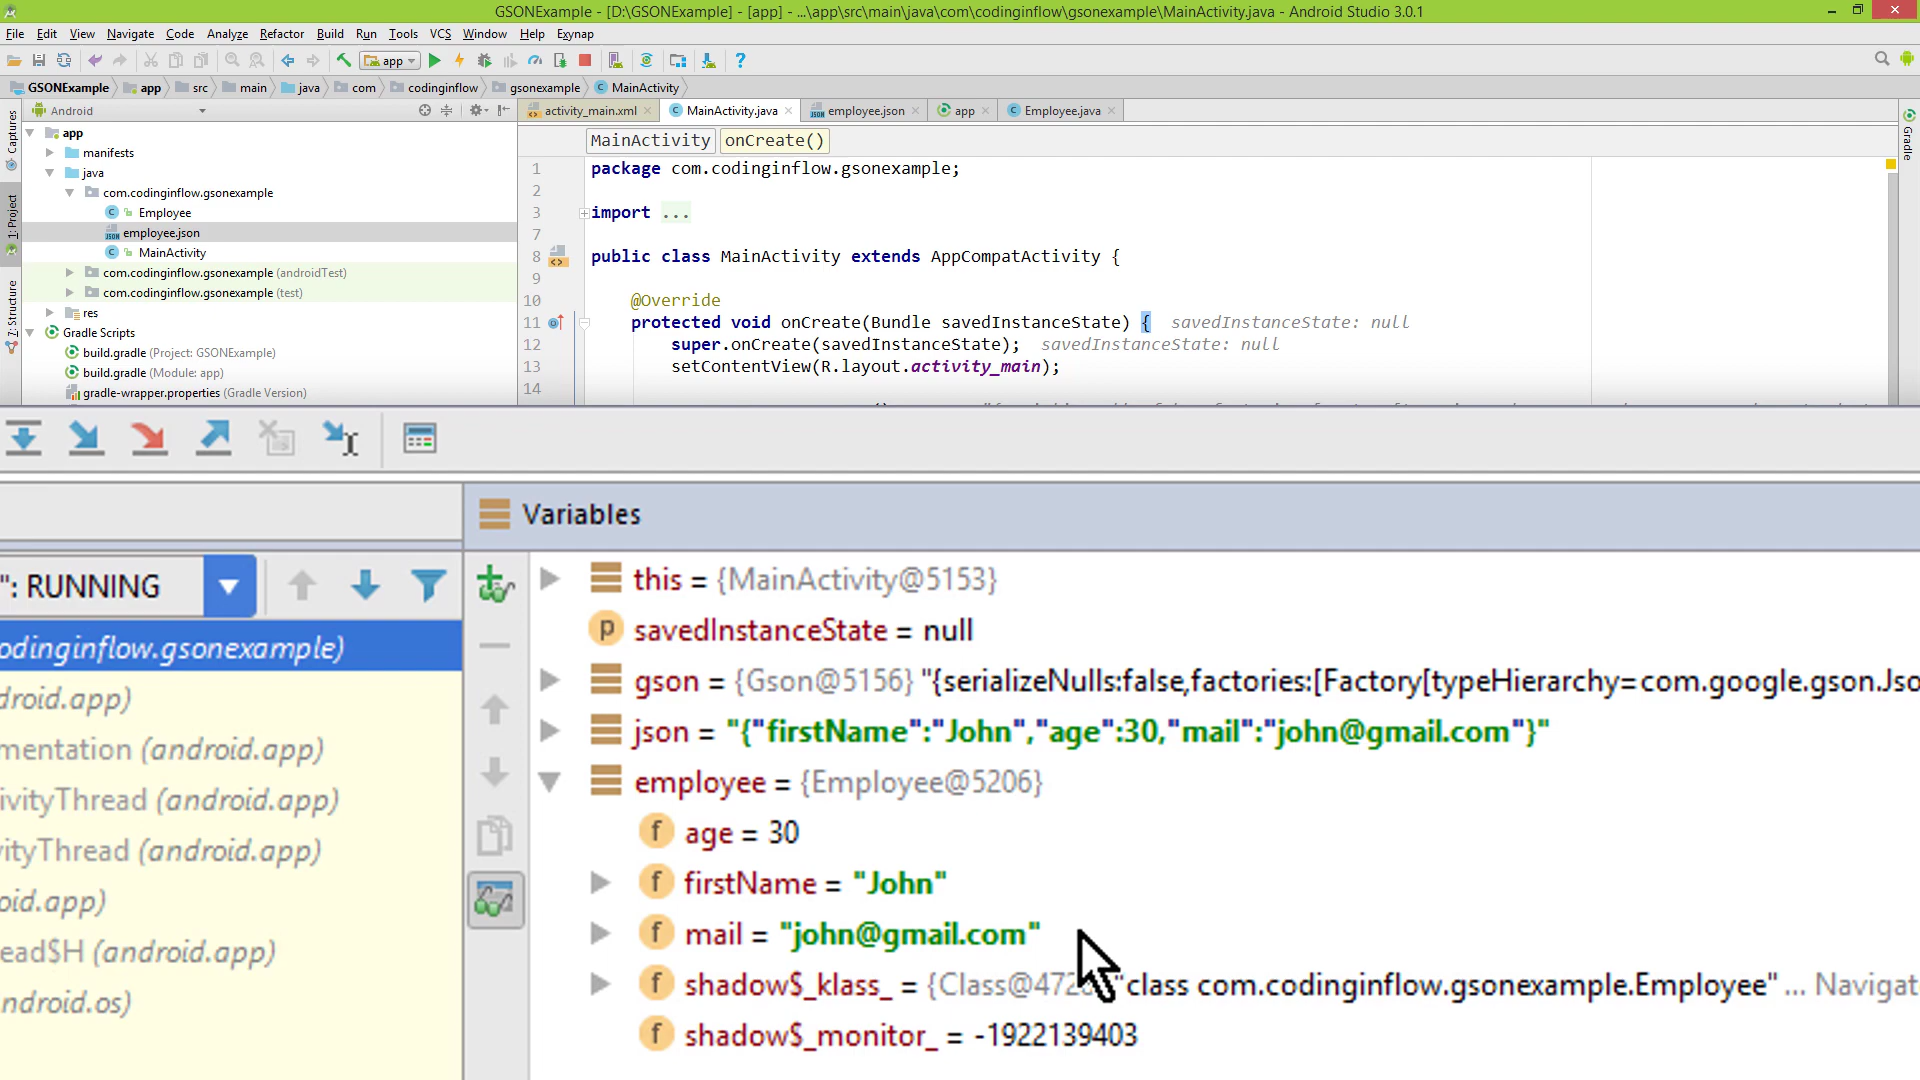 GSONExample - [D:\GSONExample] - [app] - ...\app\src\main\java\com\codinginflow\gsonexample\MainActivity.java - Android Studio 3.0.1
File Edit View Navigate Code Analyze Refactor Build Run Tools VCS Window Help Exynap
app
GSONExample app src main java com codinginflow gsonexample MainActivity
Android
activity_main.xml MainActivity.java employee.json app Employee.java
Captures
1: Project
7: Structure
Gradle
app
manifests
java
com.codinginflow.gsonexample
Employee
employee.json
MainActivity
com.codinginflow.gsonexample (androidTest)
com.codinginflow.gsonexample (test)
res
Gradle Scripts
build.gradle (Project: GSONExample)
build.gradle (Module: app)
gradle-wrapper.properties (Gradle Version)
MainActivity onCreate()
1 package com.codinginflow.gsonexample;
2
3 import ...
7
8 public class MainActivity extends AppCompatActivity {
9
10 @Override
11 protected void onCreate(Bundle savedInstanceState) { savedInstanceState: null
12 super.onCreate(savedInstanceState); savedInstanceState: null
13 setContentView(R.layout.activity_main);
14
Variables
": RUNNING
odinginflow.gsonexample)
droid.app)
mentation (android.app)
ivityThread (android.app)
vityThread (android.app)
oid.app)
ead$H (android.app)
ndroid.os)
this = {MainActivity@5153}
p savedInstanceState = null
gson = {Gson@5156} "{serializeNulls:false,factories:[Factory[typeHierarchy=com.google.gson.Jso
json = "{"firstName":"John","age":30,"mail":"john@gmail.com"}"
employee = {Employee@5206}
f age = 30
f firstName = "John"
f mail = "john@gmail.com"
f shadow$_klass_ = {Class@472 "class com.codinginflow.gsonexample.Employee" ... Navigat
f shadow$_monitor_ = -1922139403